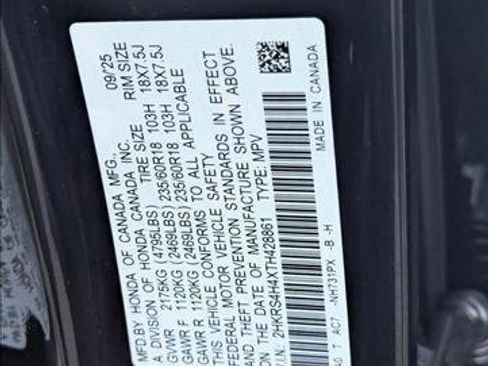 MFD.BY HONDA OF CANADA MFG., 09/25
A DIVISION OF HONDA CANADA INC.
TIRE SIZE RIM SIZE
GVWR 2175KG (4795LBS)
GAWR F 1120KG (2469LBS) 235/60R18 103H 18X7.5J
GAWR R 1120KG (2469LBS) 235/60R18 103H 18X7.5J
THIS VEHICLE CONFORMS TO ALL APPLICABLE
FEDERAL MOTOR VEHICLE SAFETY
AND THEFT PREVENTION STANDARDS IN EFFECT
ON THE DATE OF MANUFACTURE SHOWN ABOVE.
V.I.N. 2HKRS4H4XTH428861 TYPE: MPV
A0 T AC7 -NH731PX -B -H MADE IN CANADA